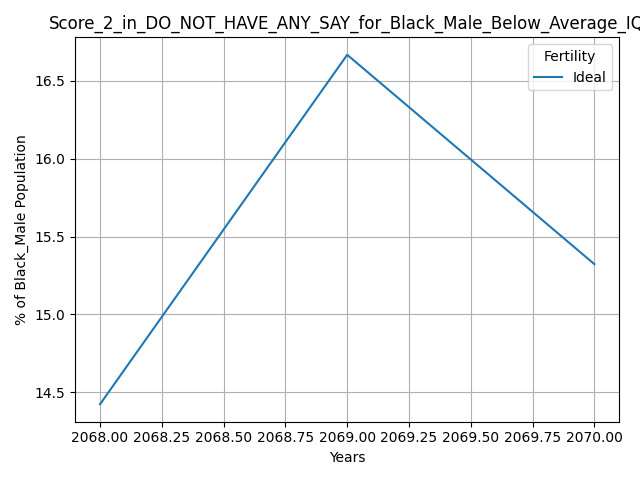 Score_2_in_DO_NOT_HAVE_ANY_SAY_for_Black_Male_Below_Average_IQ
Fertility
Ideal
% of Black_Male Population
16.5
16.0
15.5
15.0
14.5
2068.00 2068.25 2068.50 2068.75 2069.00 2069.25 2069.50 2069.75 2070.00
Years